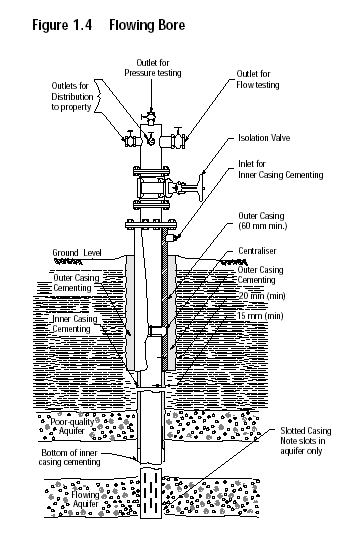 Figure 1.4 Flowing Bore
Outlet for
Pressure testing
Outlets for
Distribution
to property
Outlet for
Flow testing
Isolation Valve
Inlet for
Inner Casing Cementing
Outer Casing
(60 mm min.)
Ground Level
Centraliser
Outer Casing
Cementing
Outer Casing
Cementing
20 mm (min)
15 mm (min)
Inner Casing
Cementing
Poor-quality
Aquifer
Slotted Casing
Note slots in
aquifer only
Bottom of inner
casing cementing
Flowing
Aquifer